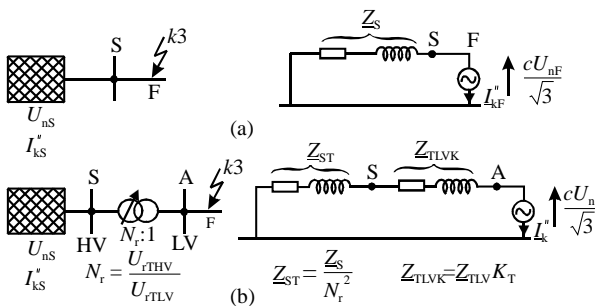 S
k3
F
U_nS
I"_kS
Z_S
S
F
I"_kF
cU_nF / √3
(a)
S
A
k3
F
U_nS
I"_kS
HV
N_r:1
LV
N_r = U_rTHV / U_rTLV
Z_ST
S
Z_TLVK
A
I"_k
cU_n / √3
Z_ST = Z_S / N_r^2
Z_TLVK=Z_TLV K_T
(b)